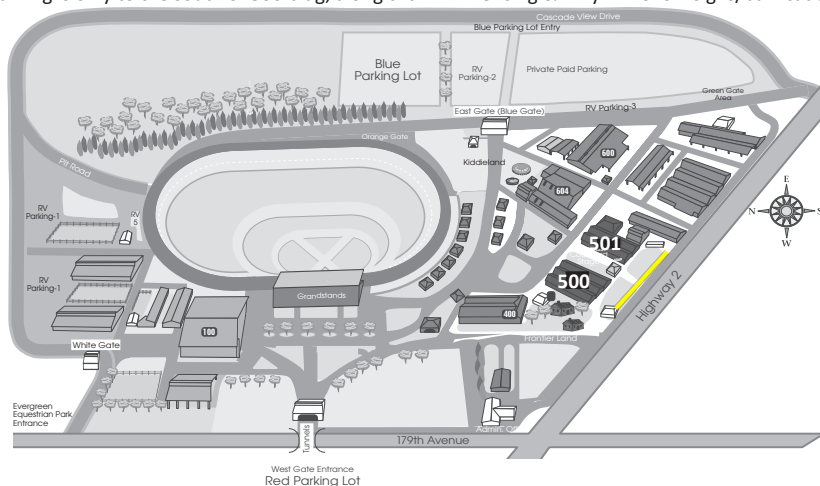 Cascade View Drive
Blue Parking Lot Entry
Blue
Parking Lot
RV
Parking-2
Private Paid Parking
Green Gate
Area
East Gate (Blue Gate)
RV Parking-3
Orange Gate
Kiddieland
600
604
Pit Road
RV
Parking-1
RV
5
E
N
S
W
501
500
RV
Parking-1
Grandstands
Highway 2
100
400
White Gate
Frontier Land
Evergreen
Equestrian Park
Entrance
Tunnels
179th Avenue
West Gate Entrance
Red Parking Lot